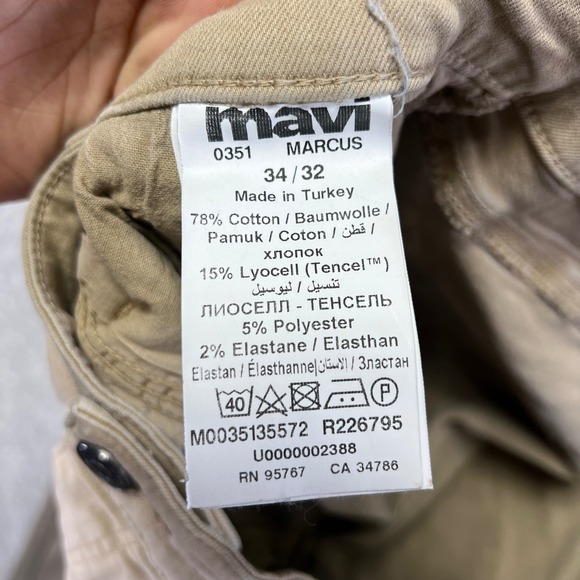 mavi
0351 MARCUS
34 / 32
Made in Turkey
78% Cotton / Baumwolle /
Pamuk / Coton / قطن /
хлопок
15% Lyocell (Tencel™)
تنسيل / ليوسيل
ЛИОСЕЛЛ - ТЕНСЕЛЬ
5% Polyester
2% Elastane / Elasthan
Elastan / Élasthanne|الاستان / Эластан
40 P
M0035135572 R226795
U0000002388
RN 95767 CA 34786